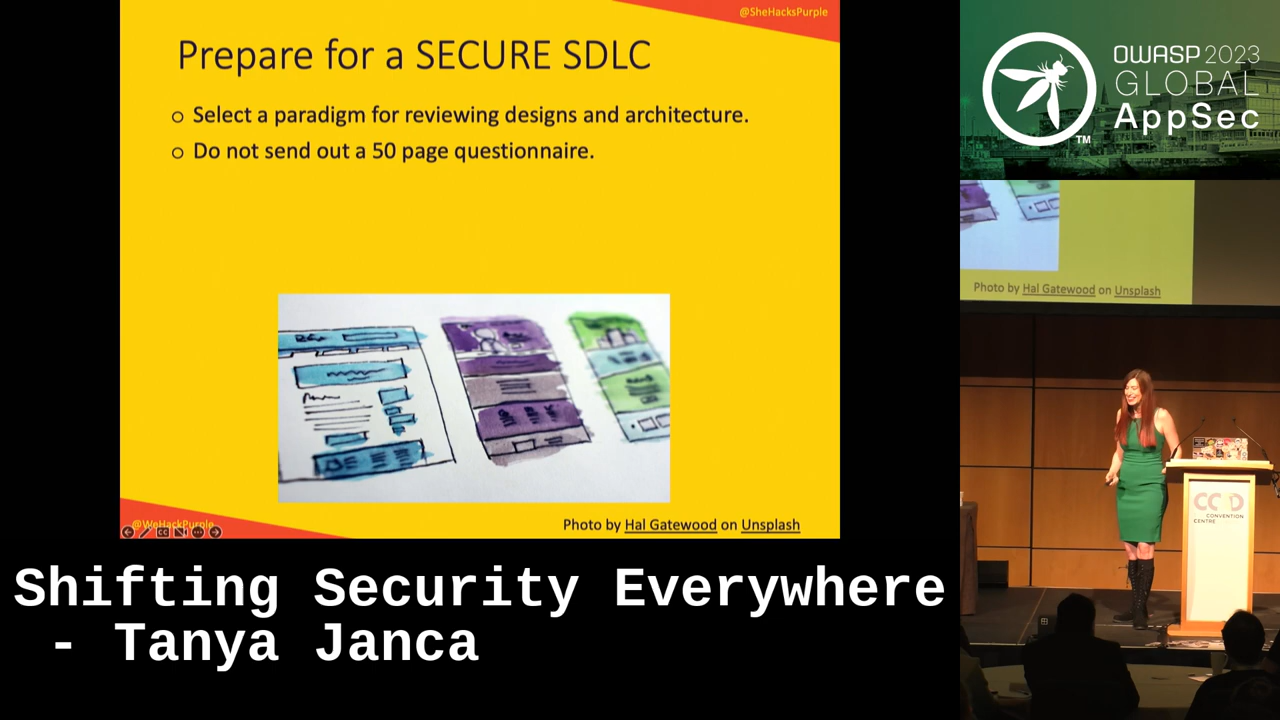 @SheHacksPurple
Prepare for a SECURE SDLC
Select a paradigm for reviewing designs and architecture.
Do not send out a 50 page questionnaire.
@WeHackPurple
Photo by Hal Gatewood on Unsplash
Shifting Security Everywhere
- Tanya Janca
OWASP 2023
GLOBAL
AppSec
TM
Photo by Hal Gatewood on Unsplash
CONVENTION
CENTRE